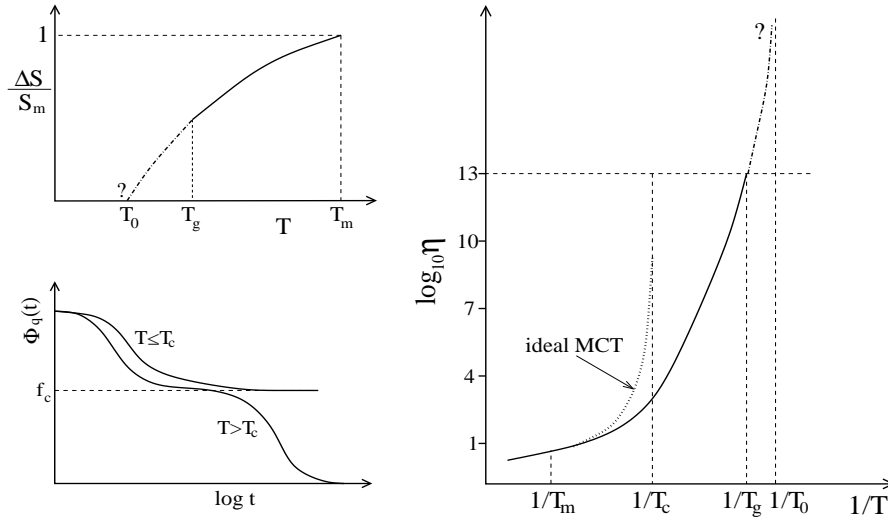 1
ΔS
S_m
?
T_0
T_g
T
T_m
Φ_q(t)
T≤T_c
f_c
T>T_c
log t
?
13
10
log_10 η
7
ideal MCT
4
1
1/T_m
1/T_c
1/T_g
1/T_0
1/T